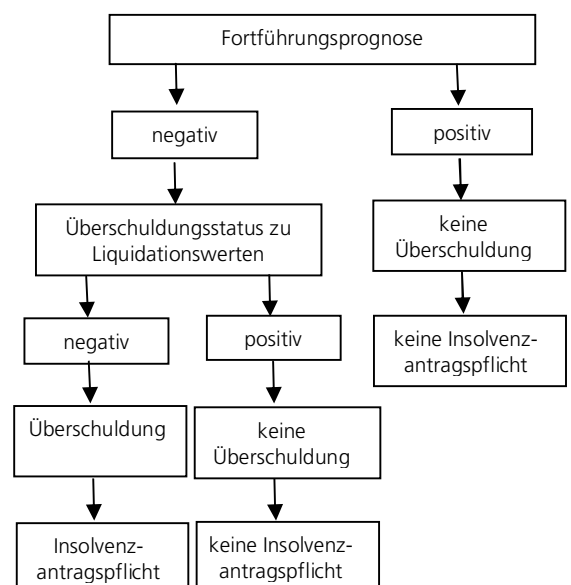 Fortführungsprognose
negativ
positiv
Überschuldungsstatus zu
Liquidationswerten
keine
Überschuldung
negativ
positiv
keine Insolvenz-
antragspflicht
Überschuldung
keine
Überschuldung
Insolvenz-
antragspflicht
keine Insolvenz-
antragspflicht